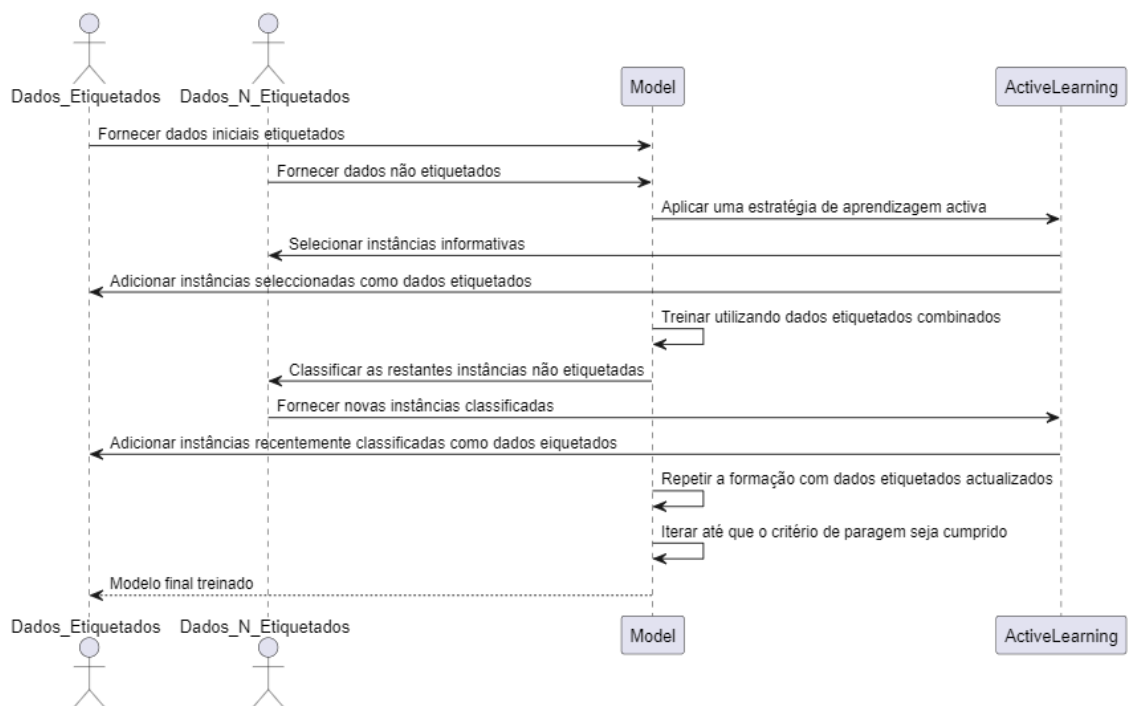 Dados_Etiquetados Dados_N_Etiquetados Model ActiveLearning
Fornecer dados iniciais etiquetados
Fornecer dados não etiquetados
Aplicar uma estratégia de aprendizagem activa
Selecionar instâncias informativas
Adicionar instâncias seleccionadas como dados etiquetados
Treinar utilizando dados etiquetados combinados
Classificar as restantes instâncias não etiquetadas
Fornecer novas instâncias classificadas
Adicionar instâncias recentemente classificadas como dados eiquetados
Repetir a formação com dados etiquetados actualizados
Iterar até que o critério de paragem seja cumprido
Modelo final treinado
Dados_Etiquetados Dados_N_Etiquetados Model ActiveLearning